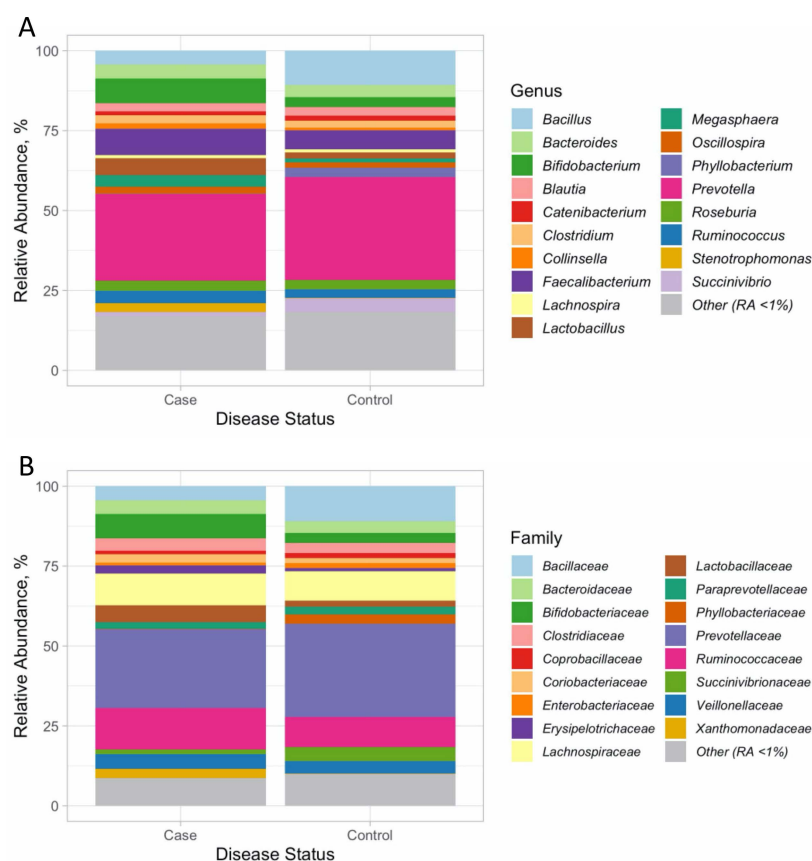 A
100
75
50
25
0
Relative Abundance, %
Case
Control
Disease Status
Genus
Bacillus
Bacteroides
Bifidobacterium
Blautia
Catenibacterium
Clostridium
Collinsella
Faecalibacterium
Lachnospira
Lactobacillus
Megasphaera
Oscillospira
Phyllobacterium
Prevotella
Roseburia
Ruminococcus
Stenotrophomonas
Succinivibrio
Other (RA <1%)
B
100
75
50
25
0
Relative Abundance, %
Case
Control
Disease Status
Family
Bacillaceae
Bacteroidaceae
Bifidobacteriaceae
Clostridiaceae
Coprobacillaceae
Coriobacteriaceae
Enterobacteriaceae
Erysipelotrichaceae
Lachnospiraceae
Lactobacillaceae
Paraprevotellaceae
Phyllobacteriaceae
Prevotellaceae
Ruminococcaceae
Succinivibrionaceae
Veillonellaceae
Xanthomonadaceae
Other (RA <1%)